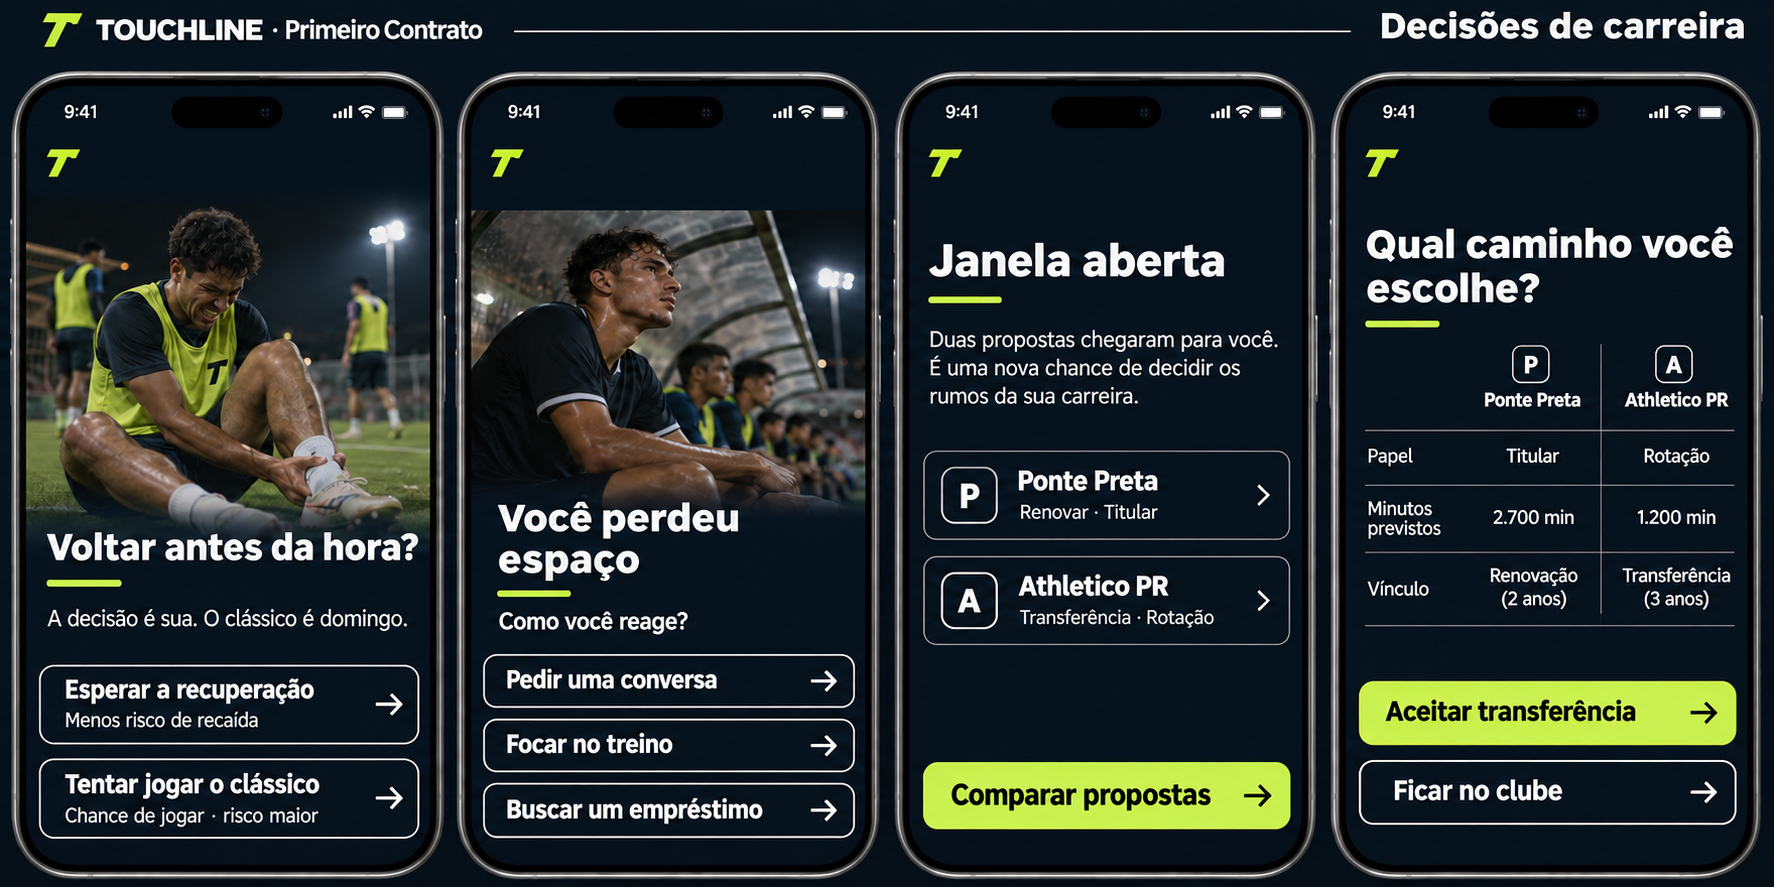 T TOUCHLINE · Primeiro Contrato
Decisões de carreira
9:41
T
T
Voltar antes da hora?
A decisão é sua. O clássico é domingo.
Esperar a recuperação
Menos risco de recaída
Tentar jogar o clássico
Chance de jogar · risco maior
9:41
T
Você perdeu
espaço
Como você reage?
Pedir uma conversa
Focar no treino
Buscar um empréstimo
9:41
T
Janela aberta
Duas propostas chegaram para você.
É uma nova chance de decidir os
rumos da sua carreira.
P
Ponte Preta
Renovar · Titular
A
Athletico PR
Transferência · Rotação
Comparar propostas
9:41
T
Qual caminho você
escolhe?
P A
Ponte Preta Athletico PR
Papel Titular Rotação
Minutos
previstos 2.700 min 1.200 min
Vínculo Renovação
(2 anos) Transferência
(3 anos)
Aceitar transferência
Ficar no clube